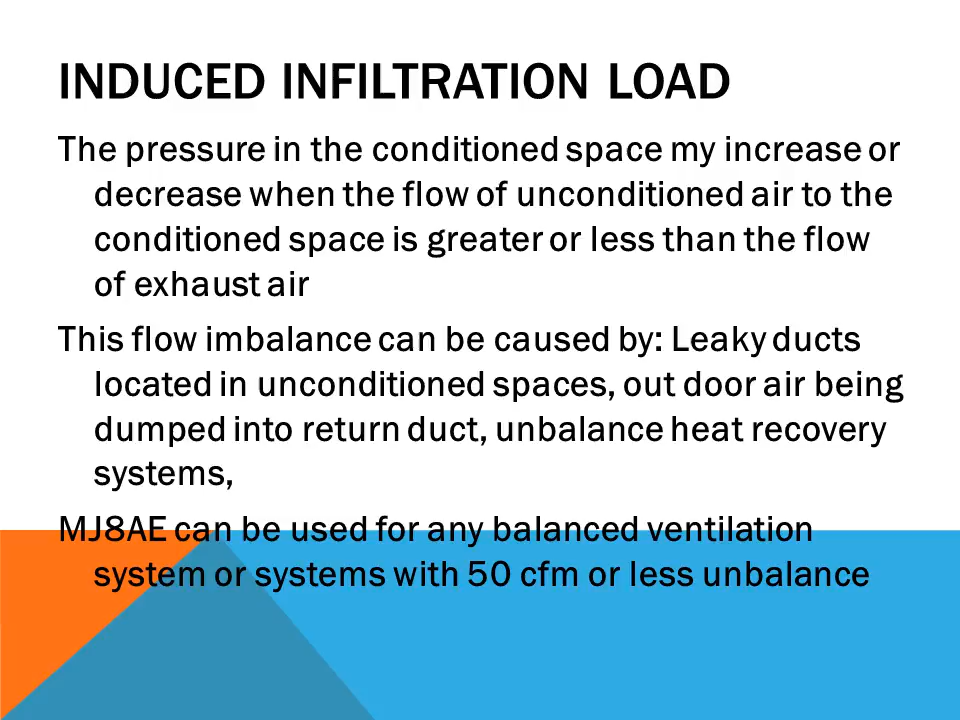 INDUCED INFILTRATION LOAD
The pressure in the conditioned space my increase or
decrease when the flow of unconditioned air to the
conditioned space is greater or less than the flow
of exhaust air
This flow imbalance can be caused by: Leaky ducts
located in unconditioned spaces, out door air being
dumped into return duct, unbalance heat recovery
systems,
MJ8AE can be used for any balanced ventilation
system or systems with 50 cfm or less unbalance